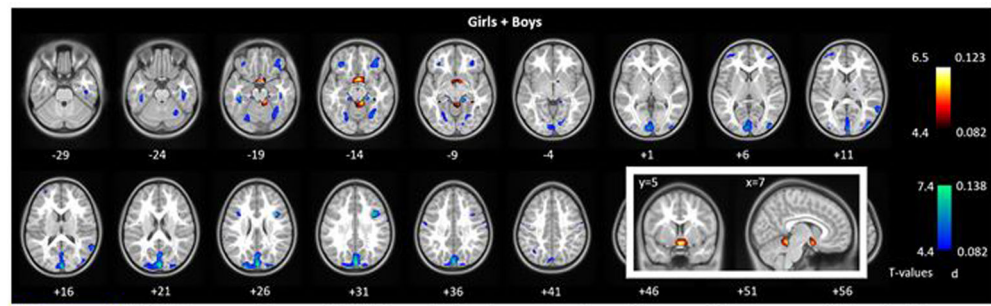 Girls + Boys
6.5 0.123
4.4 0.082
-29 -24 -19 -14 -9 -4 +1 +6 +11
y=5 x=7
7.4 0.138
4.4 0.082
T-values d
+16 +21 +26 +31 +36 +41 +46 +51 +56